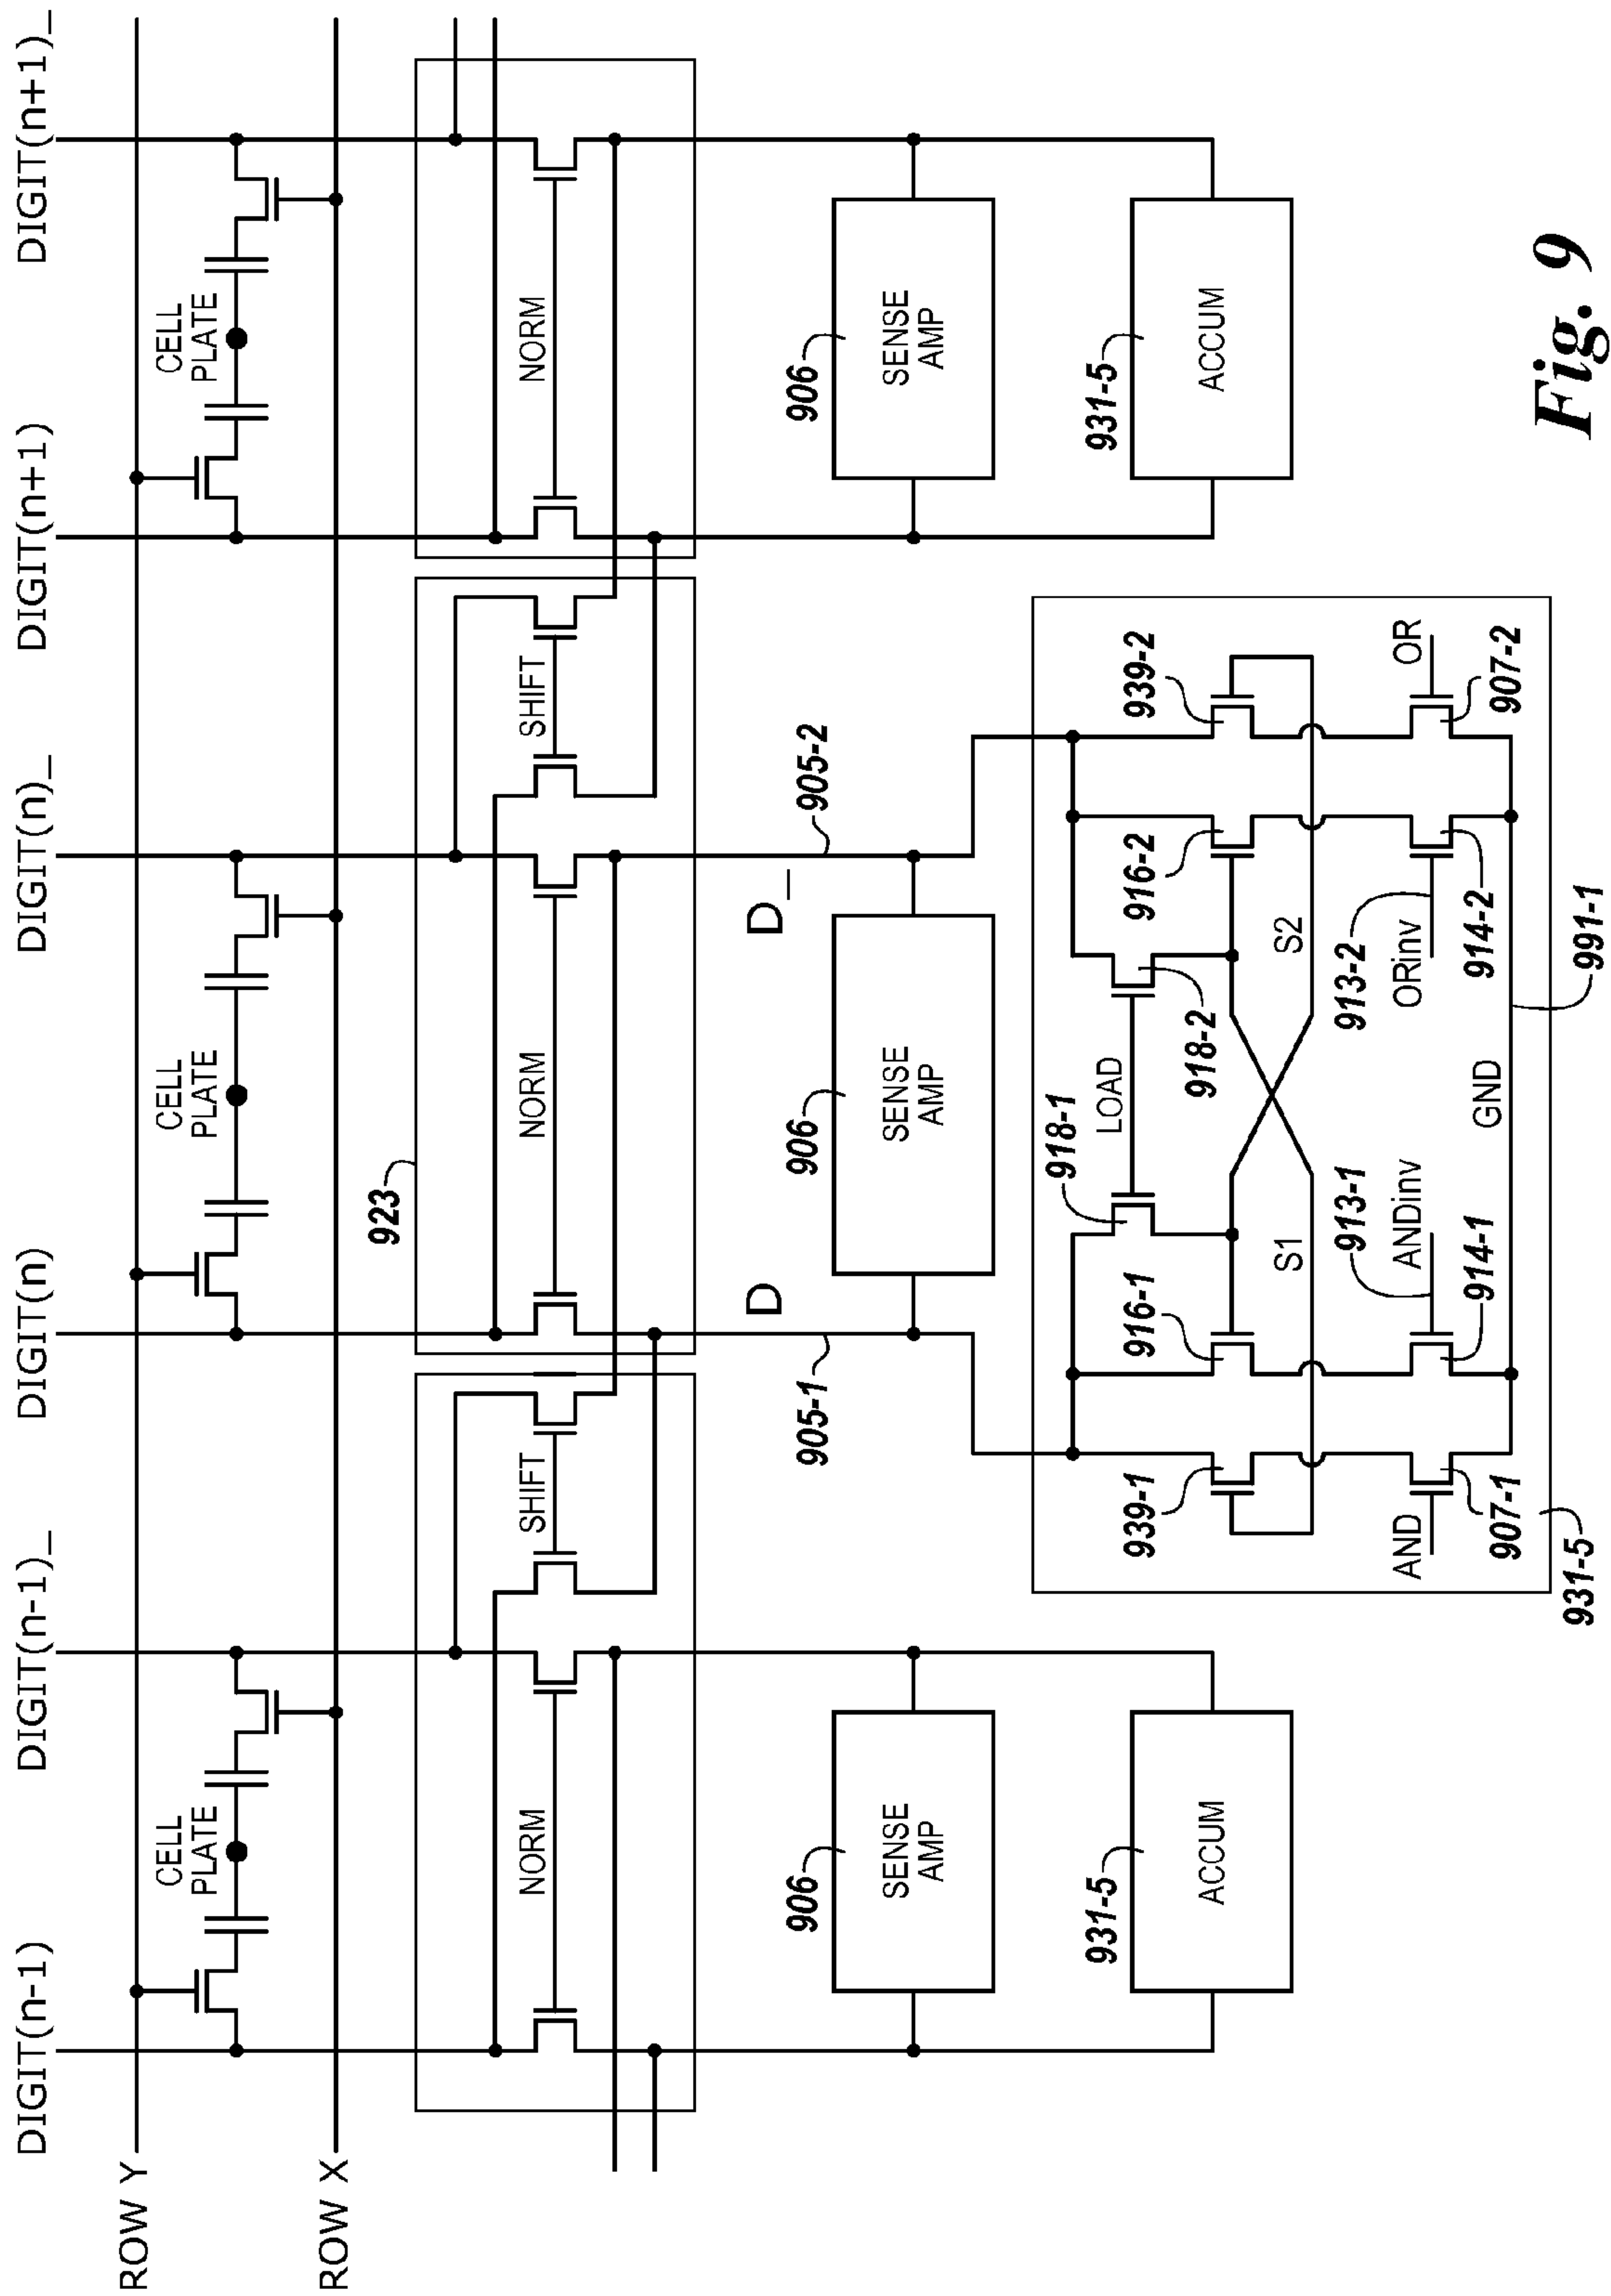 DIGIT(n-1)
DIGIT(n-1)_
DIGIT(n)
DIGIT(n)_
DIGIT(n+1)
DIGIT(n+1)_
ROW Y
CELL
PLATE
CELL
PLATE
CELL
PLATE
ROW X
923
NORM
SHIFT
NORM
SHIFT
NORM
D
D_
905-1
905-2
906
SENSE
AMP
906
SENSE
AMP
906
SENSE
AMP
931-5
ACCUM
931-5
ACCUM
918-1
LOAD
918-2
939-1
916-1
916-2
939-2
S1
S2
913-1
913-2
AND
ANDinv
ORinv
OR
907-1
914-1
GND
914-2
907-2
931-5
991-1
Fig. 9